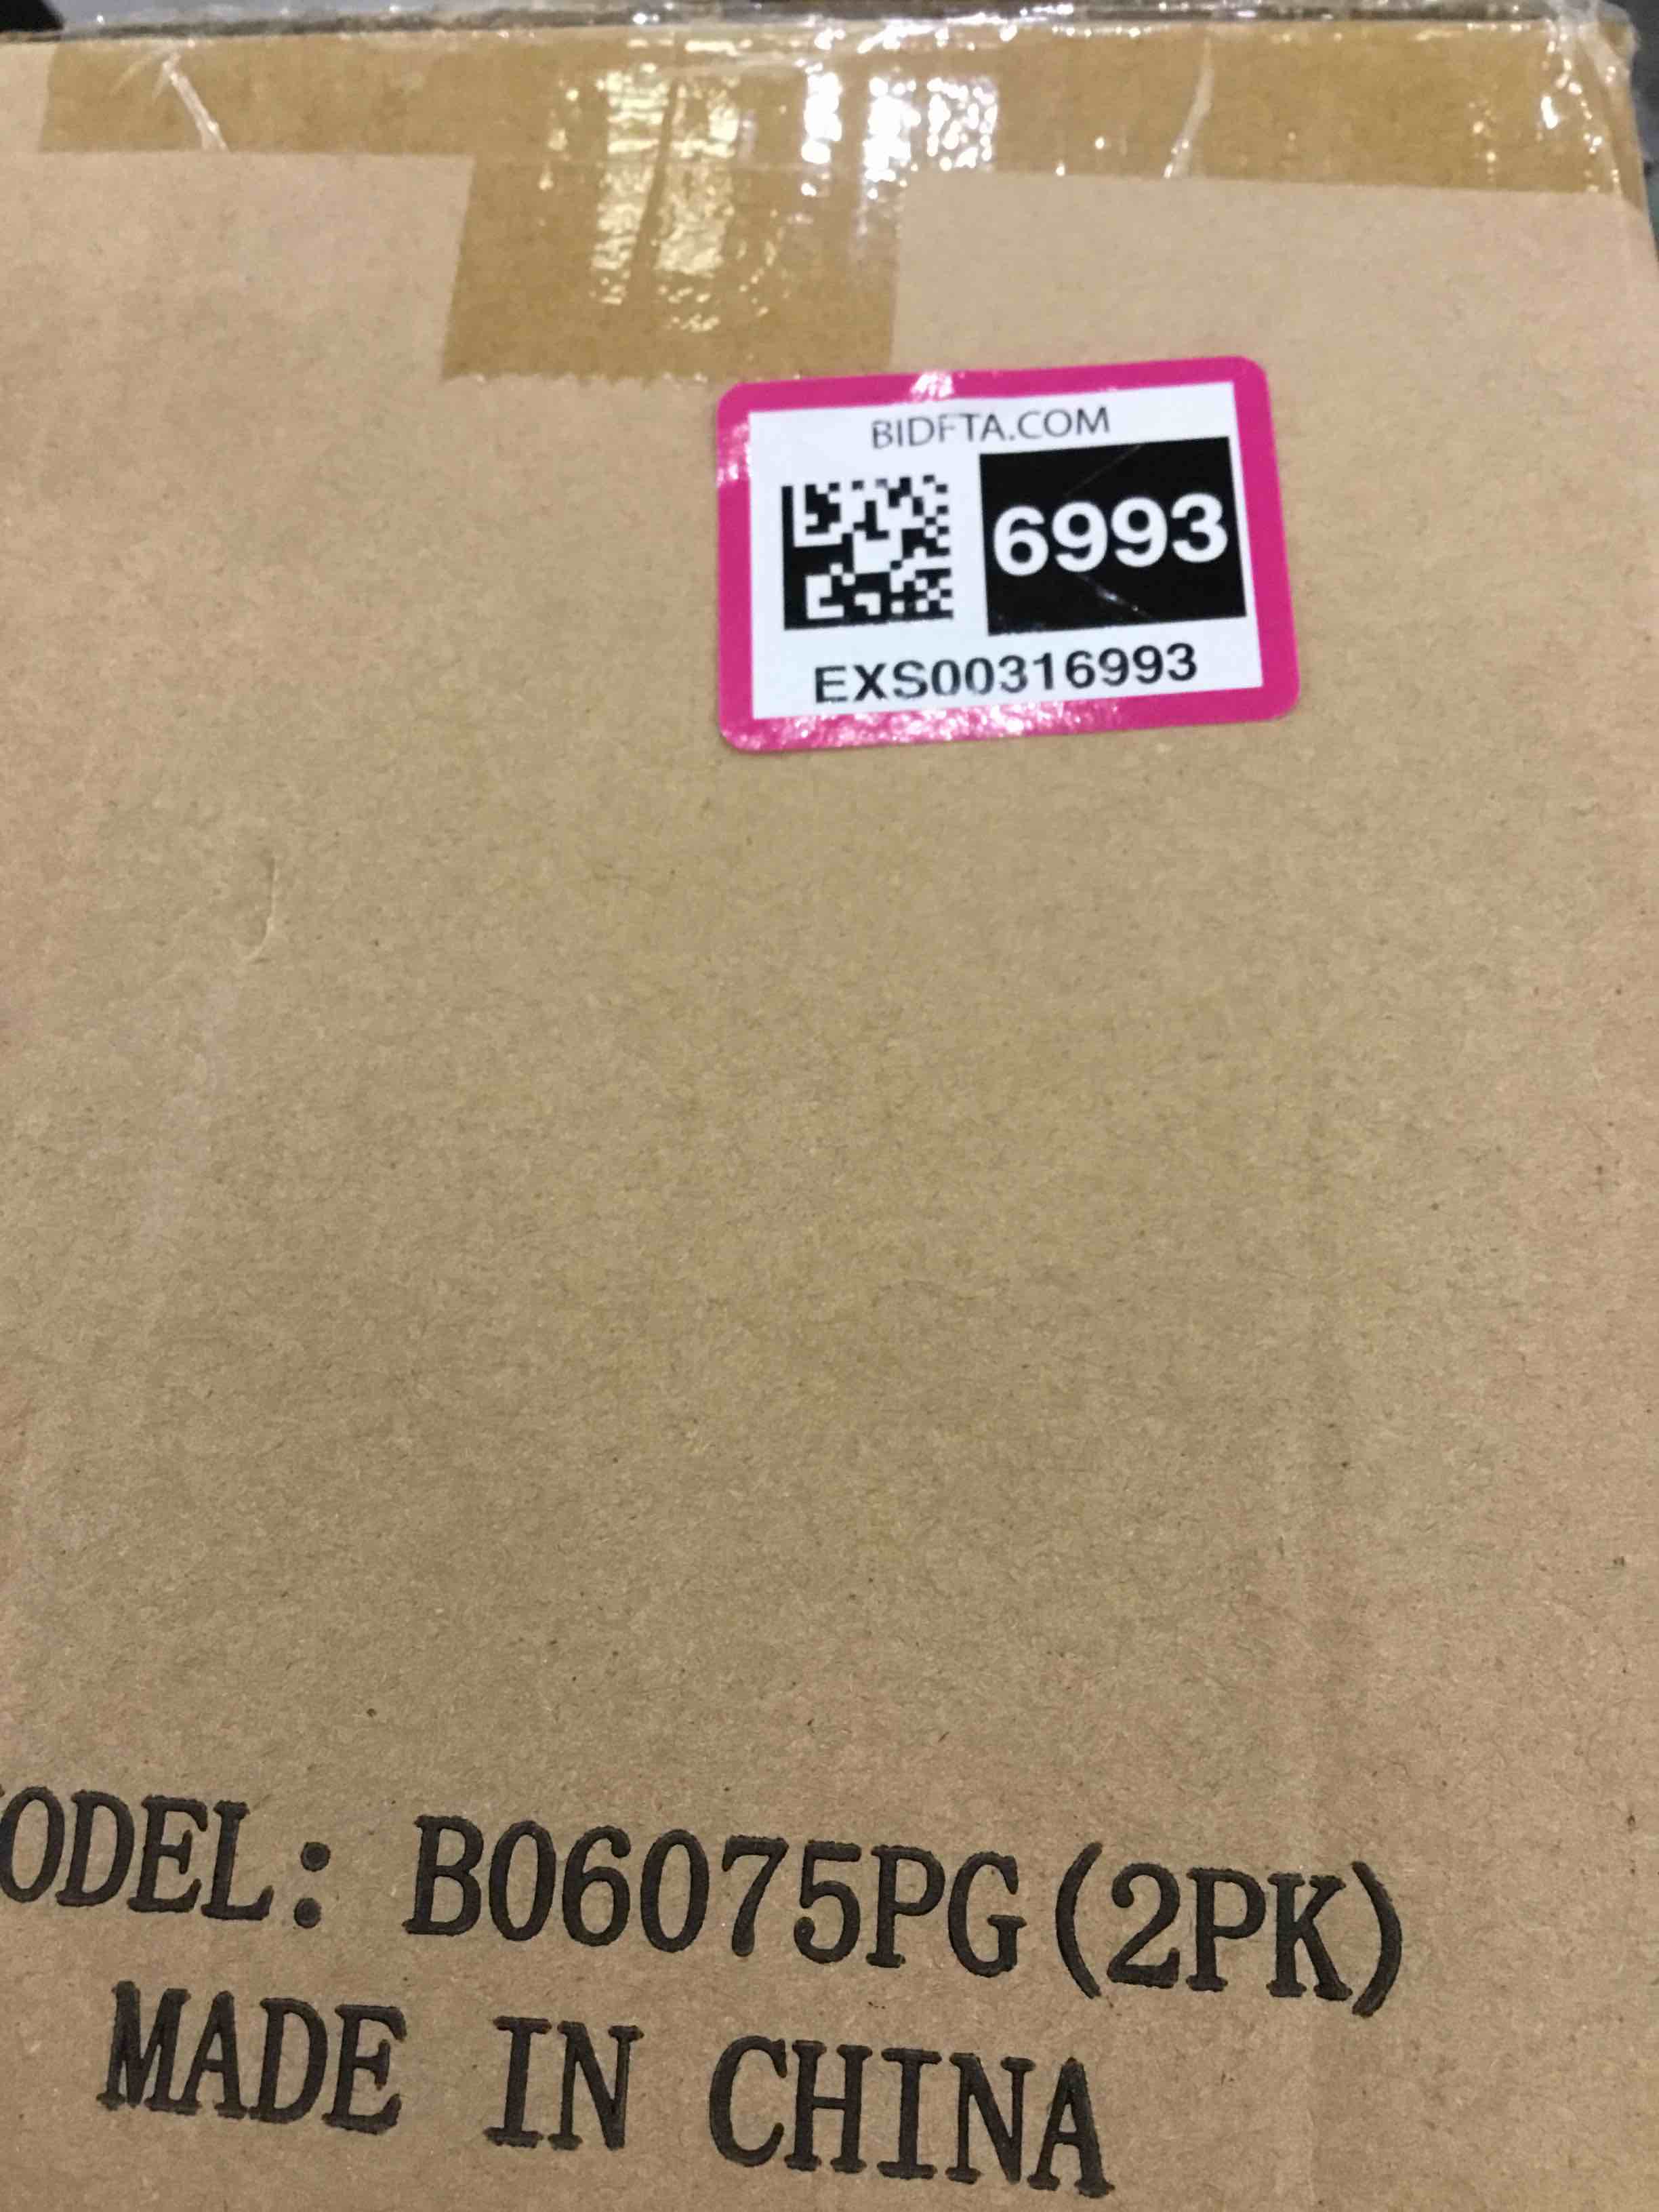 BIDFTA.COM
6993
EXS00316993
ODEL: B06075PG(2PK)
MADE IN CHINA